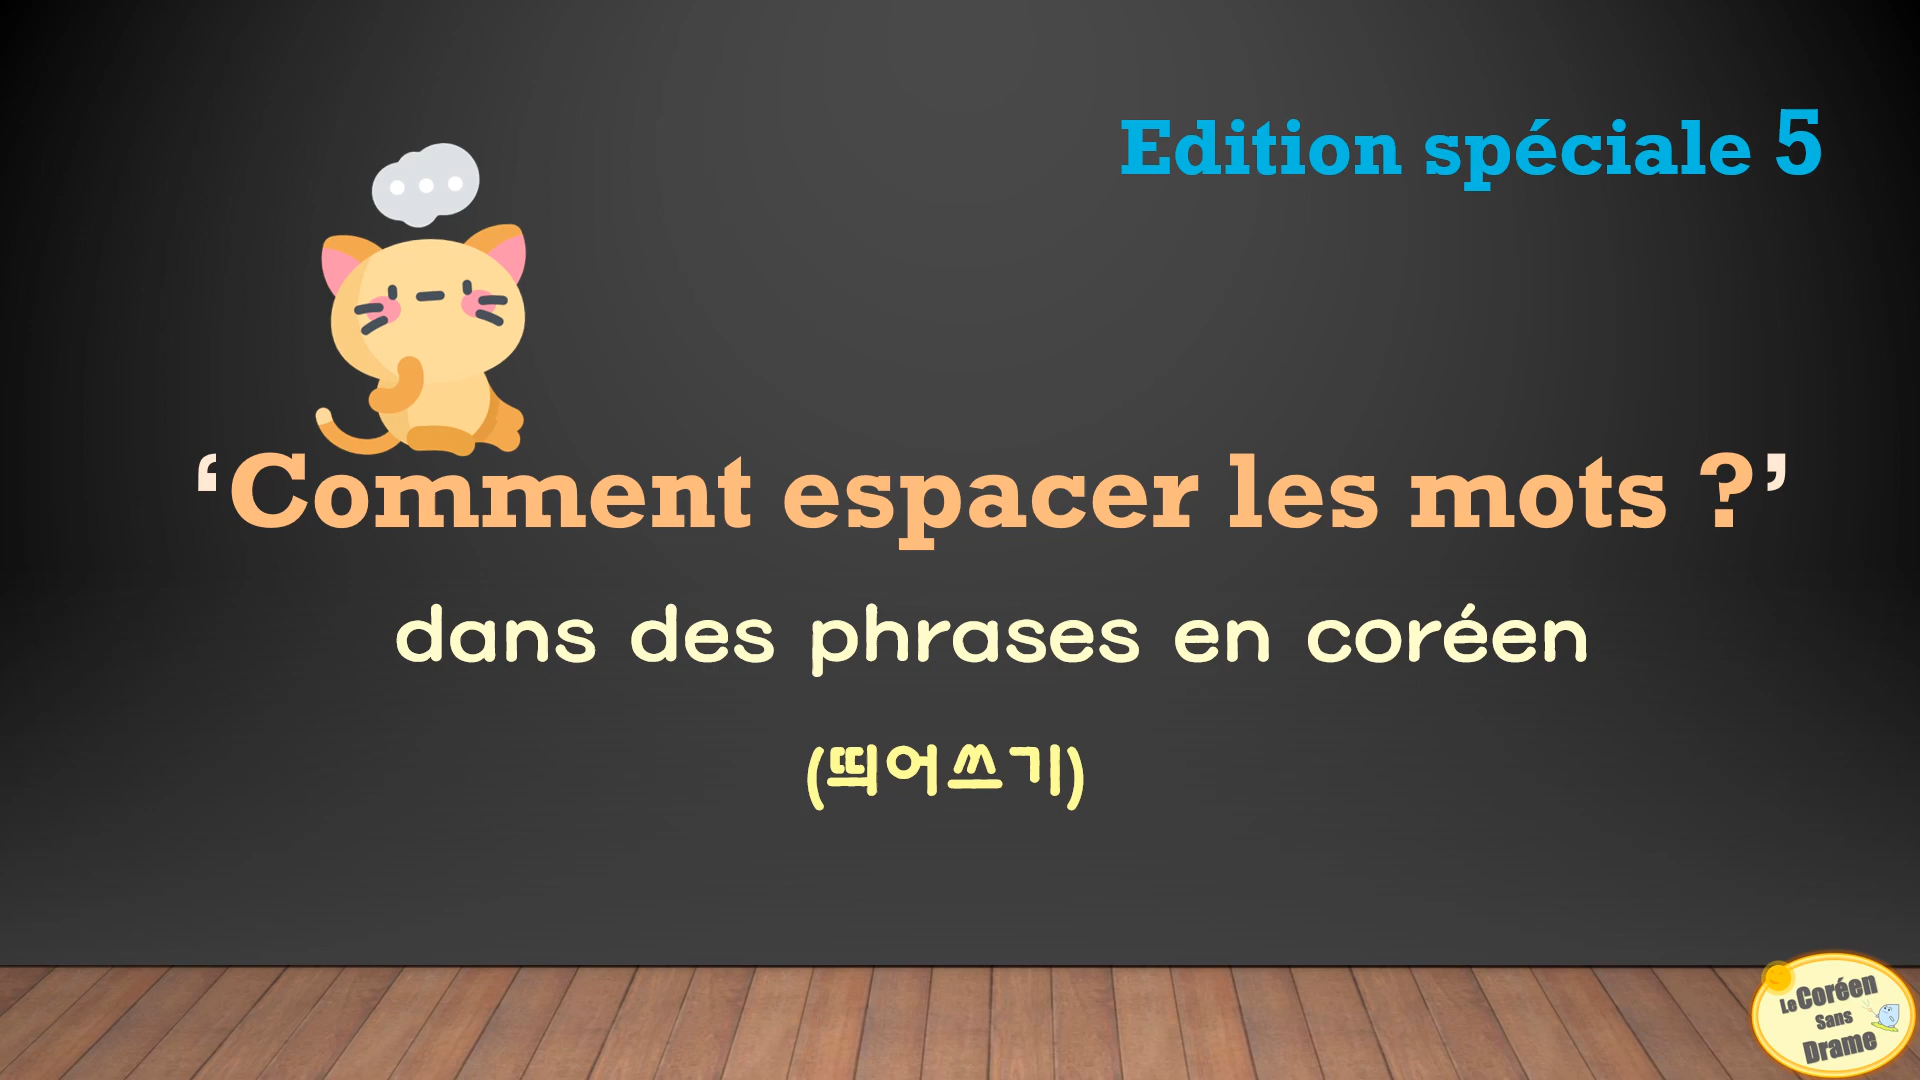 Edition spéciale 5
‘Comment espacer les mots ?’
dans des phrases en coréen
(띄어쓰기)
Le Coréen
Sans
Drame